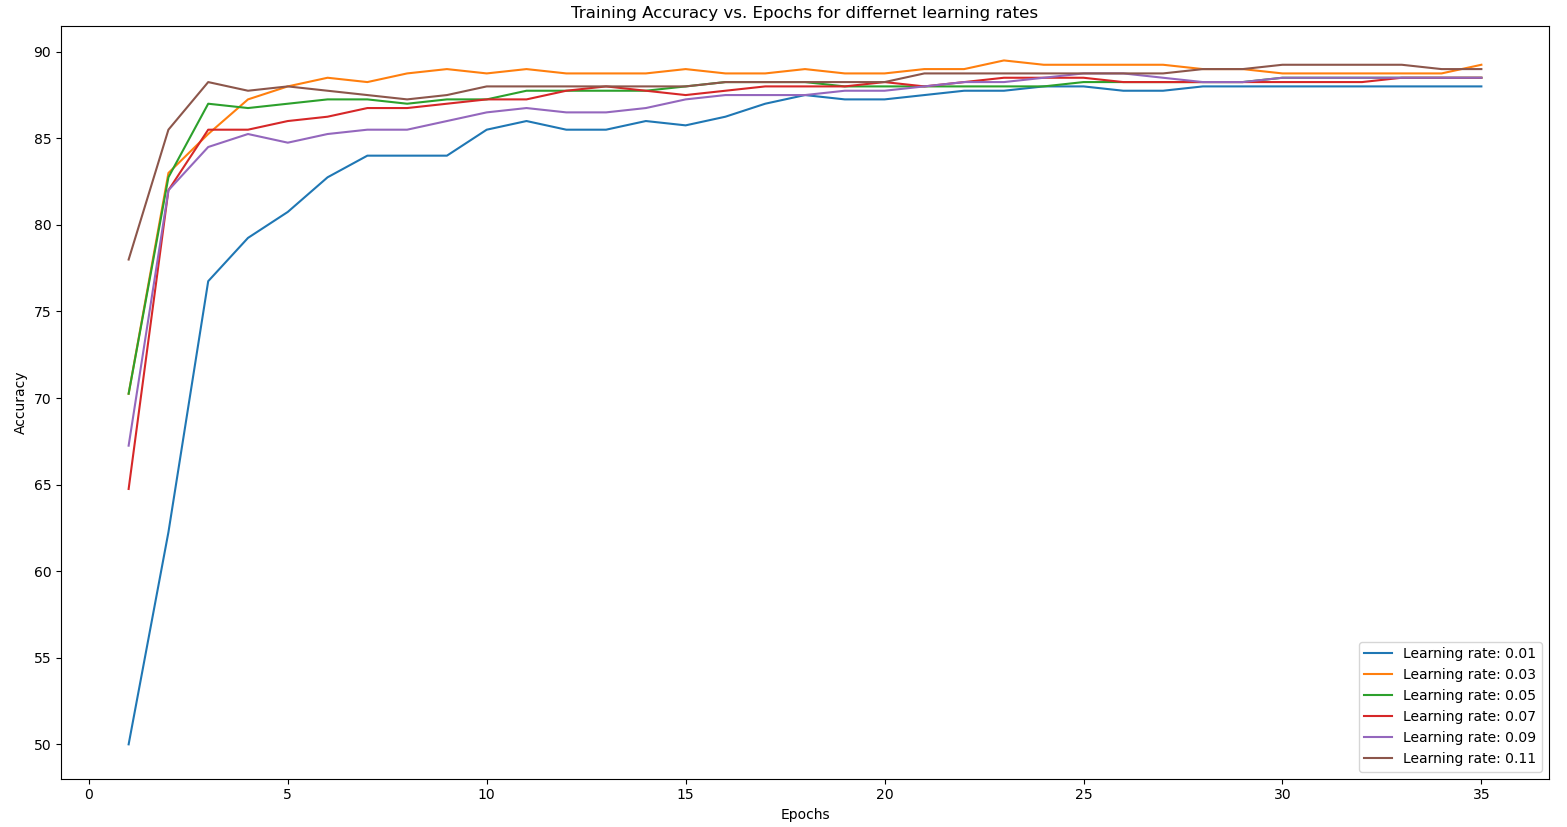 Training Accuracy vs. Epochs for differnet learning rates
Accuracy
90
85
80
75
70
65
60
55
50
0 5 10 15 20 25 30 35
Epochs
Learning rate: 0.01
Learning rate: 0.03
Learning rate: 0.05
Learning rate: 0.07
Learning rate: 0.09
Learning rate: 0.11